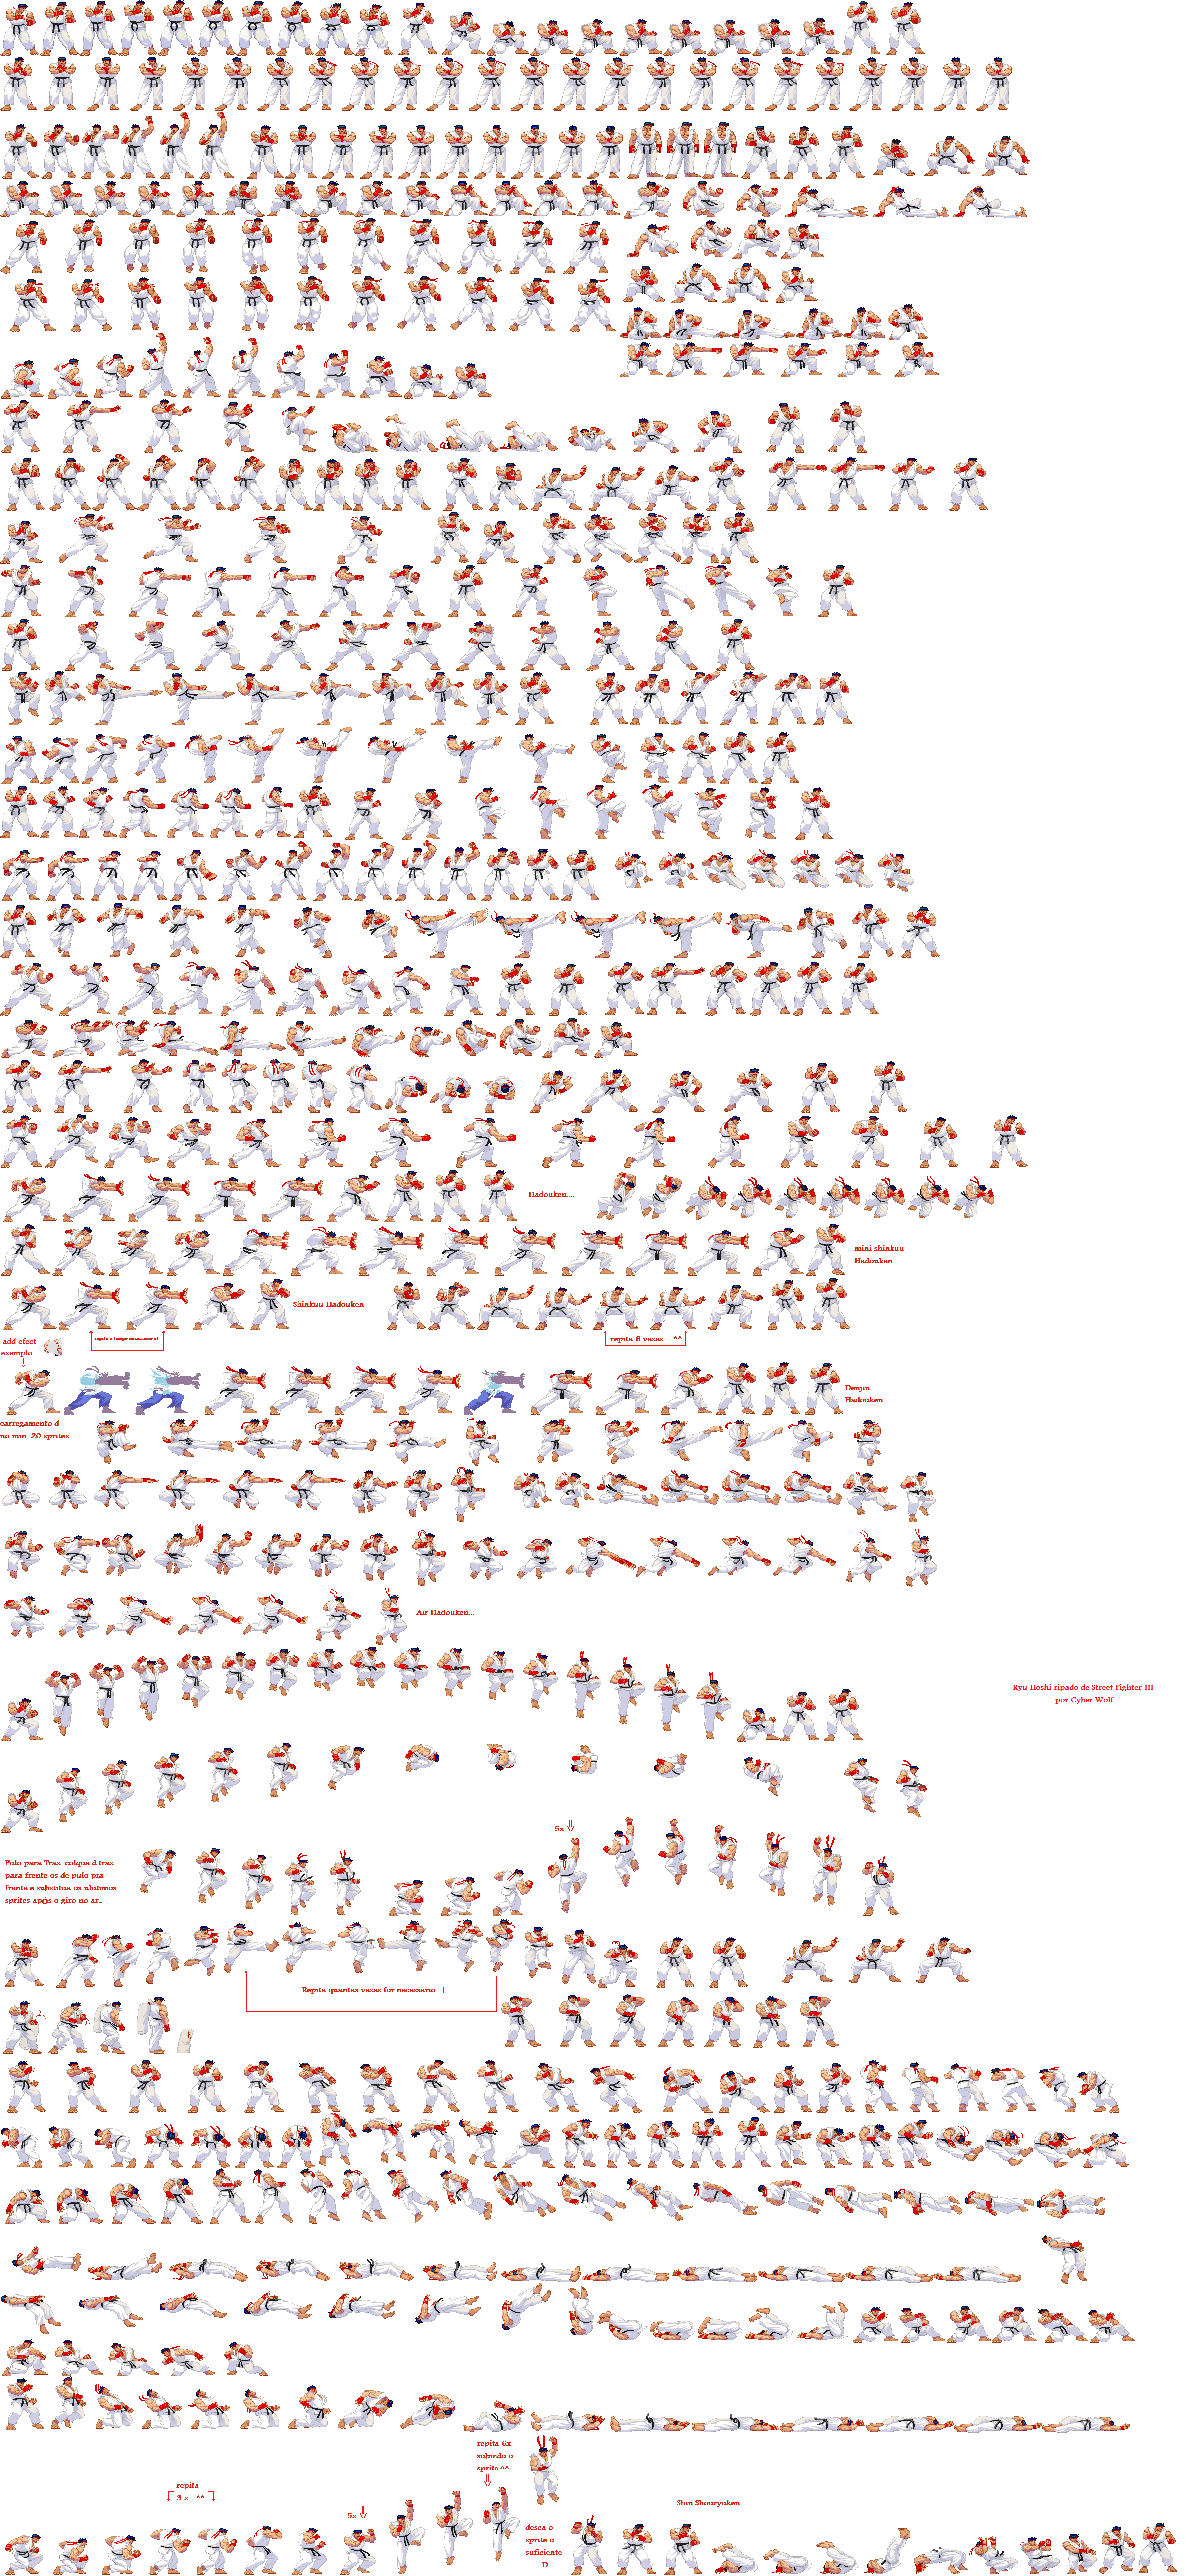 Hadouken....
mini shinkuu
Hadouken..
Shinkuu Hadouken
add efect
exemplo
repita o tempo necessario =]
repita 6 vezes.... ^^
Denjin
Hadouken...
carregamento d
no min. 20 sprites
Air Hadouken...
Ryu Hoshi ripado de Street Fighter III
por Cyber Wolf
5x
Pulo para Traz, colque d traz
para frente os de pulo pra
frente e substitua os ulutimos
sprites após o giro no ar..
Repita quantas vezes for necessario =]
repita 6x
subindo o
sprite ^^
repita
3 x....^^
5x
Shin Shouryuken...
desca o
sprite o
suficiente
=D